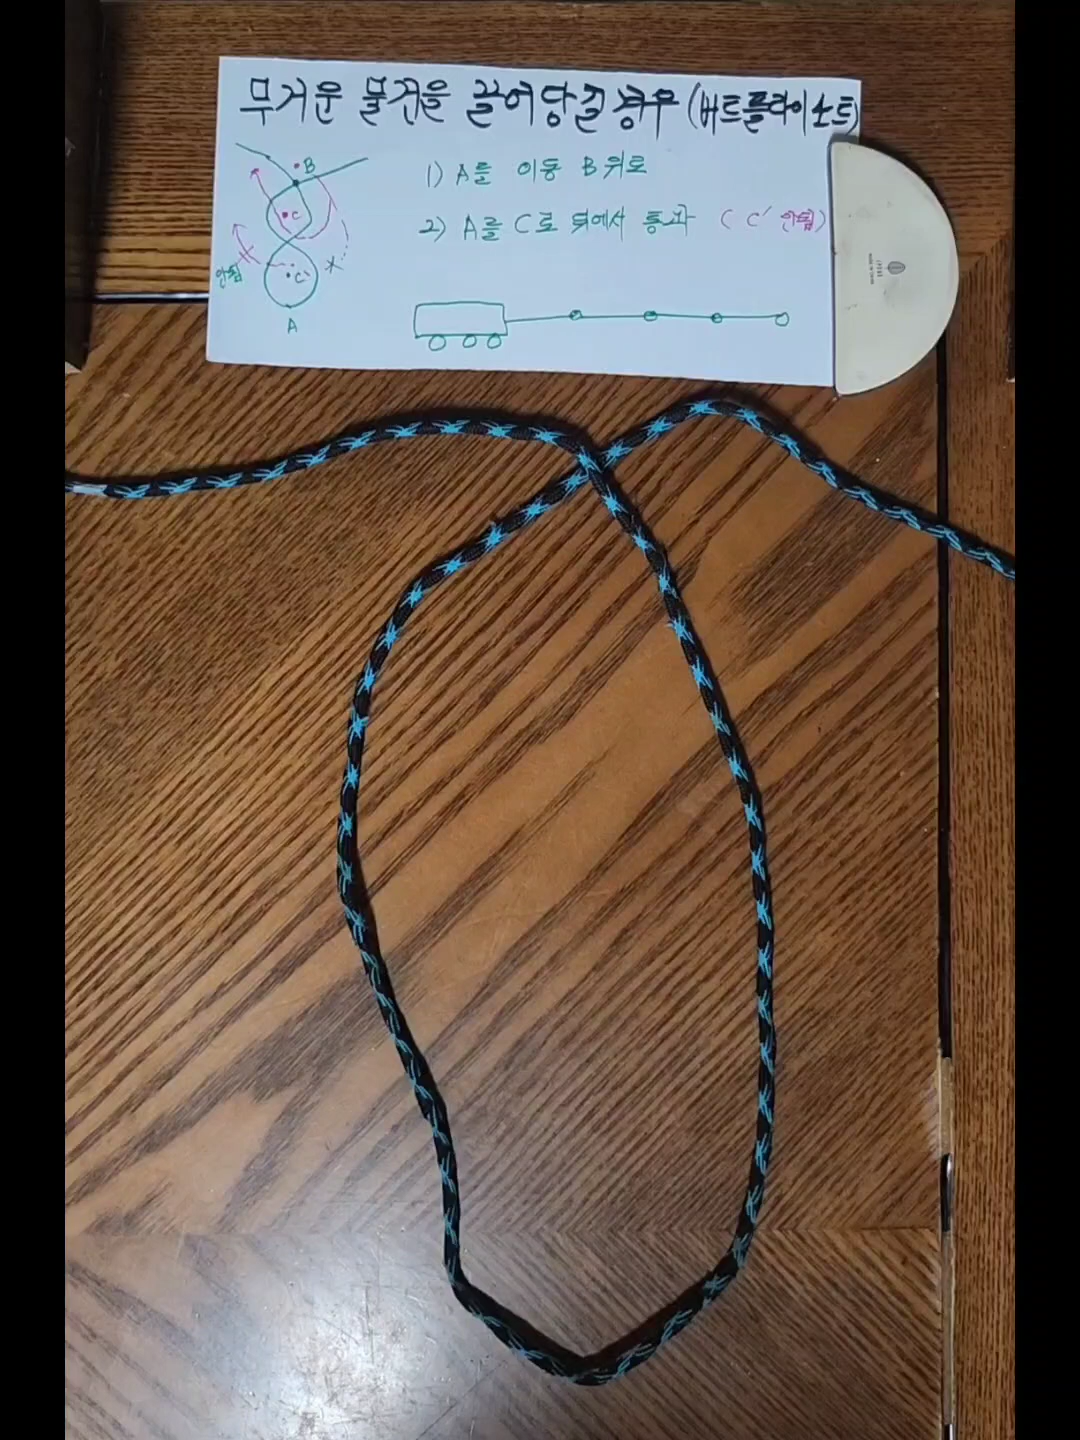 무거운 물건을 끌어당길 경우 (버트플라이 소트)
B
1) A를 이동 B위로
C
2) A를 C로 뒤에서 통과 (C' 안됨)
안됨
C'
A